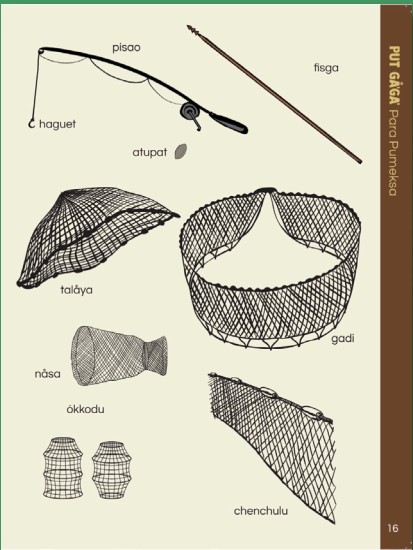 pisao
fisga
haguet
atupat
talåya
gadi
nåsa
ókkodu
chenchulu
PUT GÅGA' Para Pumeksa
16